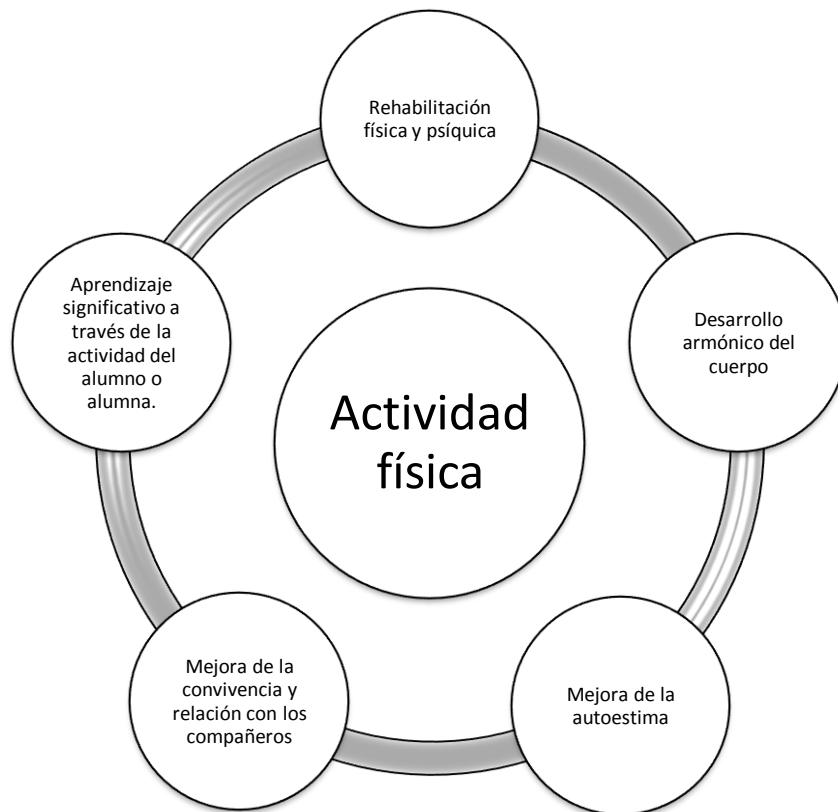 Rehabilitación
física y psíquica
Desarrollo
armónico del
cuerpo
Mejora de la
autoestima
Mejora de la
convivencia y
relación con los
compañeros
Aprendizaje
significativo a
través de la
actividad del
alumno o
alumna.
Actividad
física